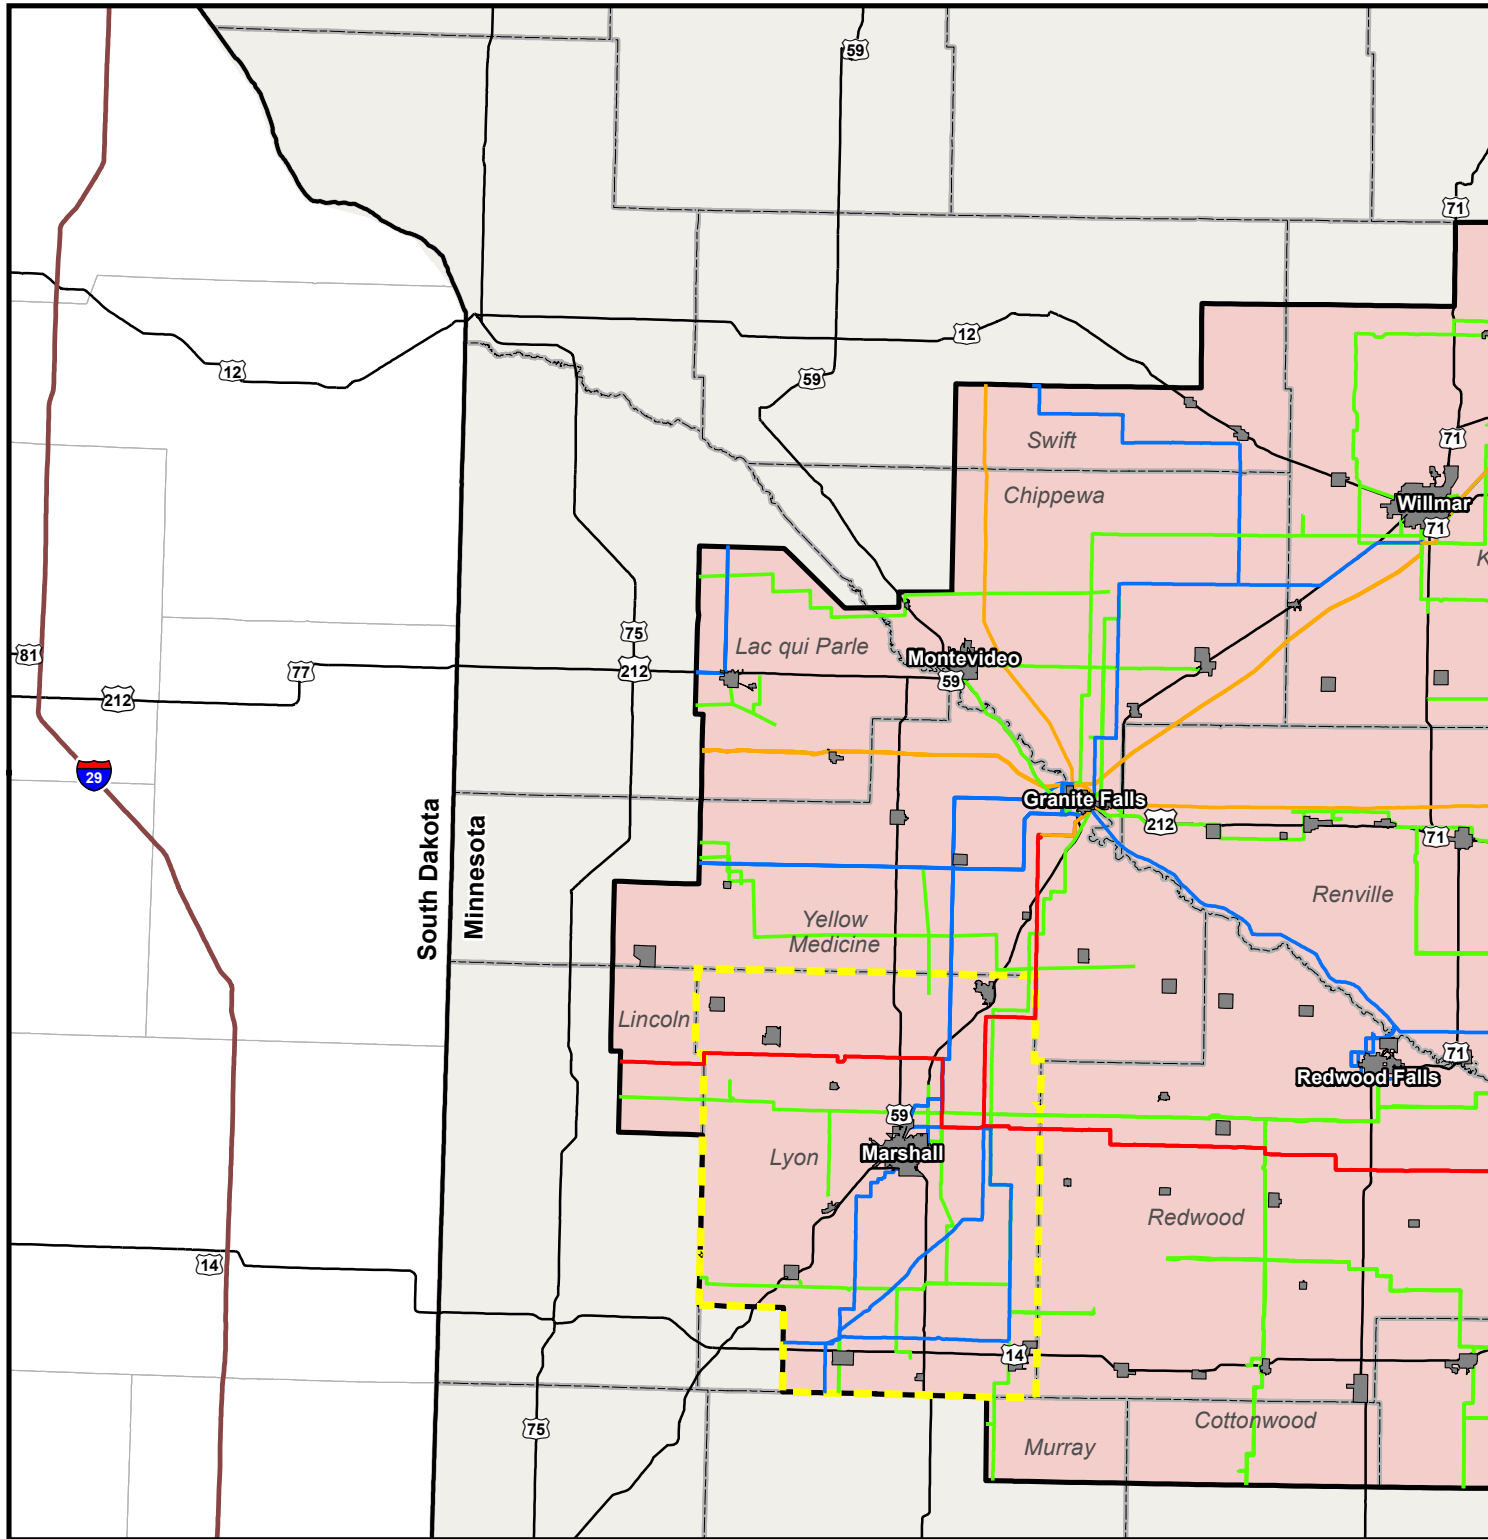 59
71
12
12
59
71
Swift
Chippewa
Willmar
71
K
75
81
Lac qui Parle
Montevideo
77
212
59
212
29
Granite Falls
212
71
South Dakota
Minnesota
Renville
Yellow
Medicine
Lincoln
71
Redwood Falls
59
Lyon
Marshall
Redwood
14
14
75
Cottonwood
Murray